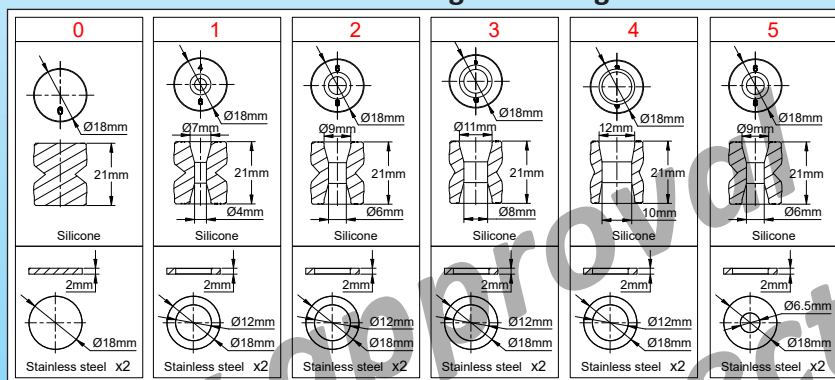 0
Ø18mm
21mm
Silicone
2mm
Ø18mm
Stainless steel x2
1
Ø18mm
Ø7mm
21mm
Ø4mm
Silicone
2mm
Ø12mm
Ø18mm
Stainless steel x2
2
Ø18mm
Ø9mm
21mm
Ø6mm
Silicone
2mm
Ø12mm
Ø18mm
Stainless steel x2
3
Ø18mm
Ø11mm
21mm
Ø8mm
Silicone
2mm
Ø12mm
Ø18mm
Stainless steel x2
4
Ø18mm
12mm
21mm
10mm
Silicone
2mm
Ø12mm
Ø18mm
Stainless steel x2
5
Ø18mm
Ø9mm
21mm
Ø6mm
Silicone
2mm
Ø6.5mm
Ø18mm
Stainless steel x2
approval